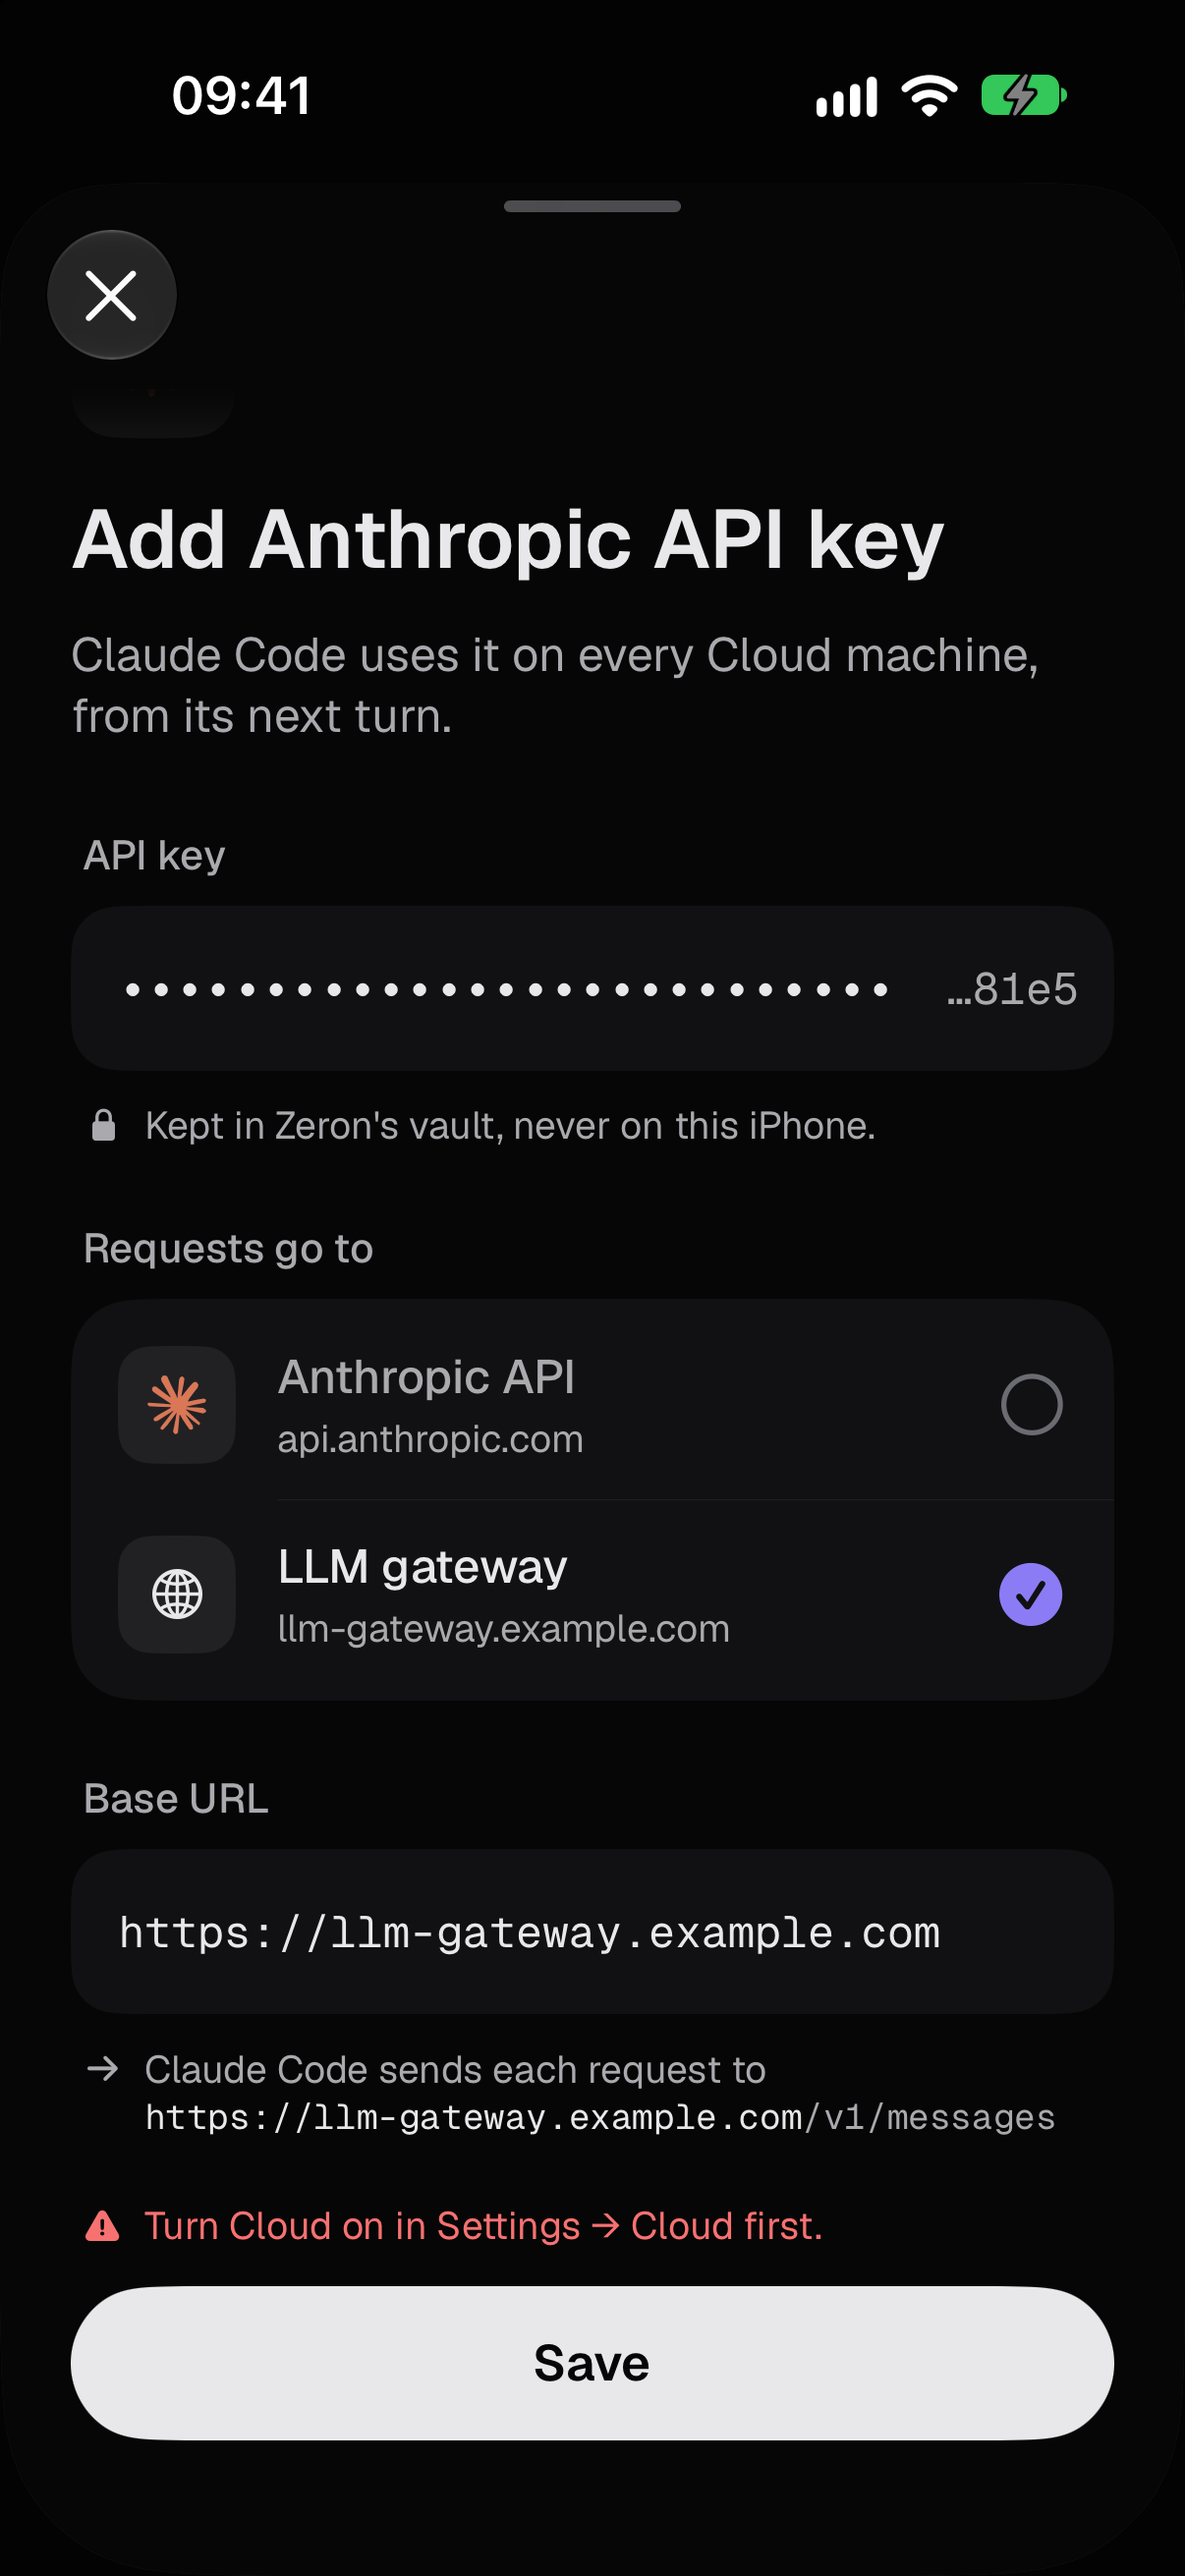 09:41
Add Anthropic API key
Claude Code uses it on every Cloud machine,
from its next turn.
API key
•••••••••••••••••••••••••••
…81e5
Kept in Zeron's vault, never on this iPhone.
Requests go to
Anthropic API
api.anthropic.com
LLM gateway
llm-gateway.example.com
Base URL
https://llm-gateway.example.com
→ Claude Code sends each request to
https://llm-gateway.example.com/v1/messages
Turn Cloud on in Settings → Cloud first.
Save